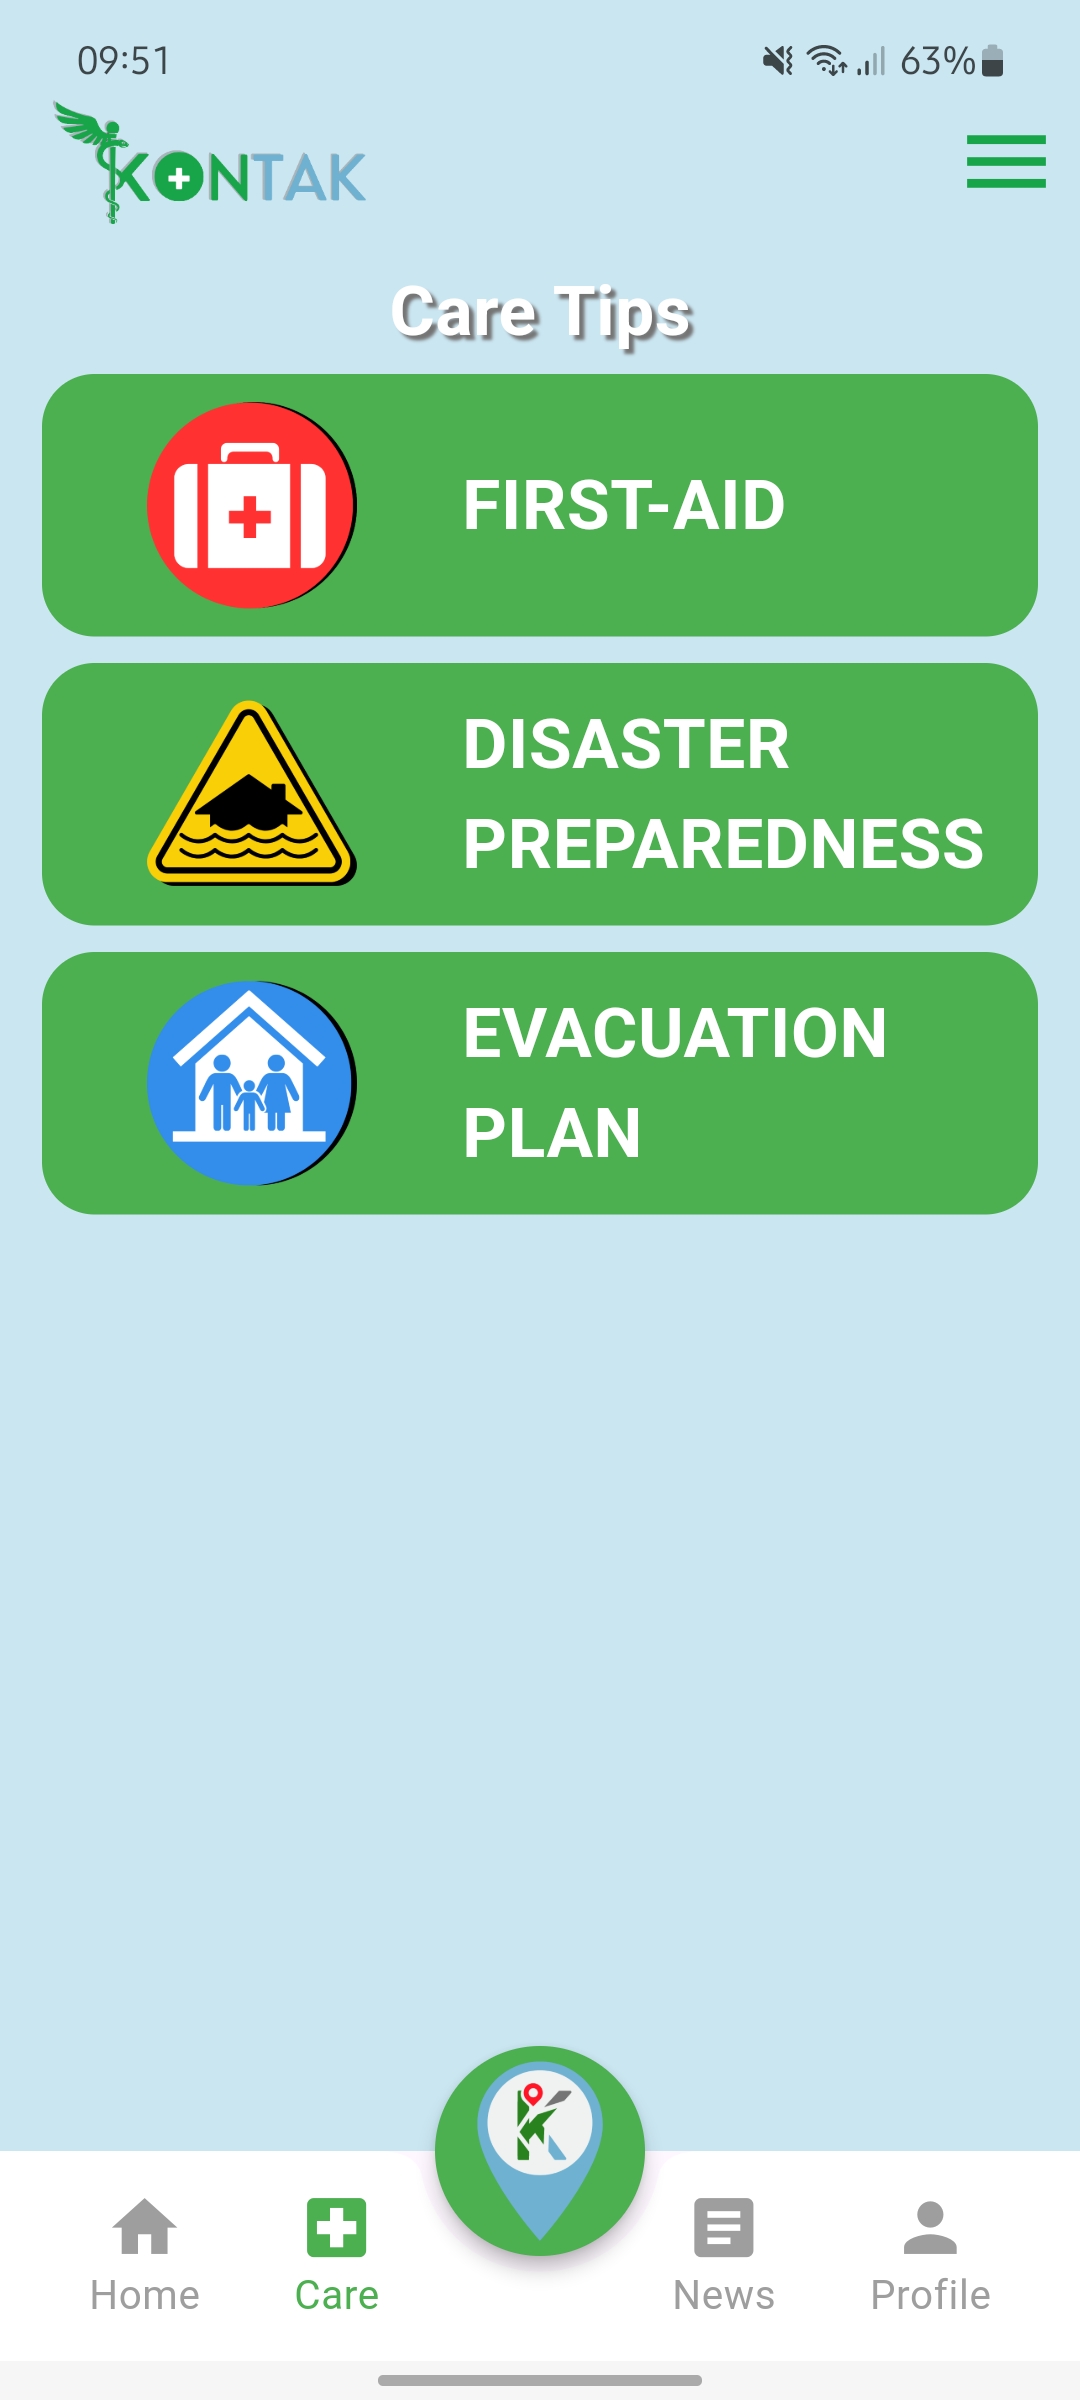 09:51 63%
KONTAK
Care Tips
FIRST-AID
DISASTER
PREPAREDNESS
EVACUATION
PLAN
K
Home Care News Profile